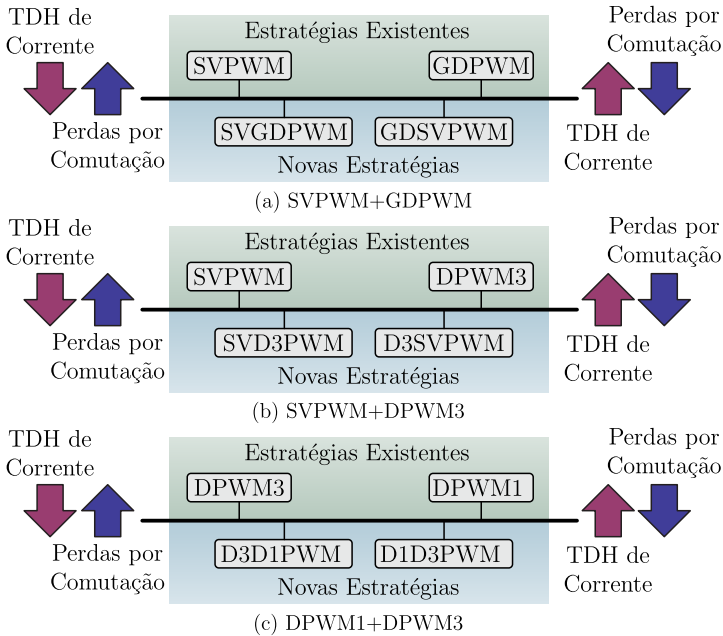 TDH de
Corrente
Perdas por
Comutação
Estratégias Existentes
SVPWM
GDPWM
SVGDPWM
GDSVPWM
Novas Estratégias
Perdas por
Comutação
TDH de
Corrente
(a) SVPWM+GDPWM
TDH de
Corrente
Perdas por
Comutação
Estratégias Existentes
SVPWM
DPWM3
SVD3PWM
D3SVPWM
Novas Estratégias
Perdas por
Comutação
TDH de
Corrente
(b) SVPWM+DPWM3
TDH de
Corrente
Perdas por
Comutação
Estratégias Existentes
DPWM3
DPWM1
D3D1PWM
D1D3PWM
Novas Estratégias
Perdas por
Comutação
TDH de
Corrente
(c) DPWM1+DPWM3